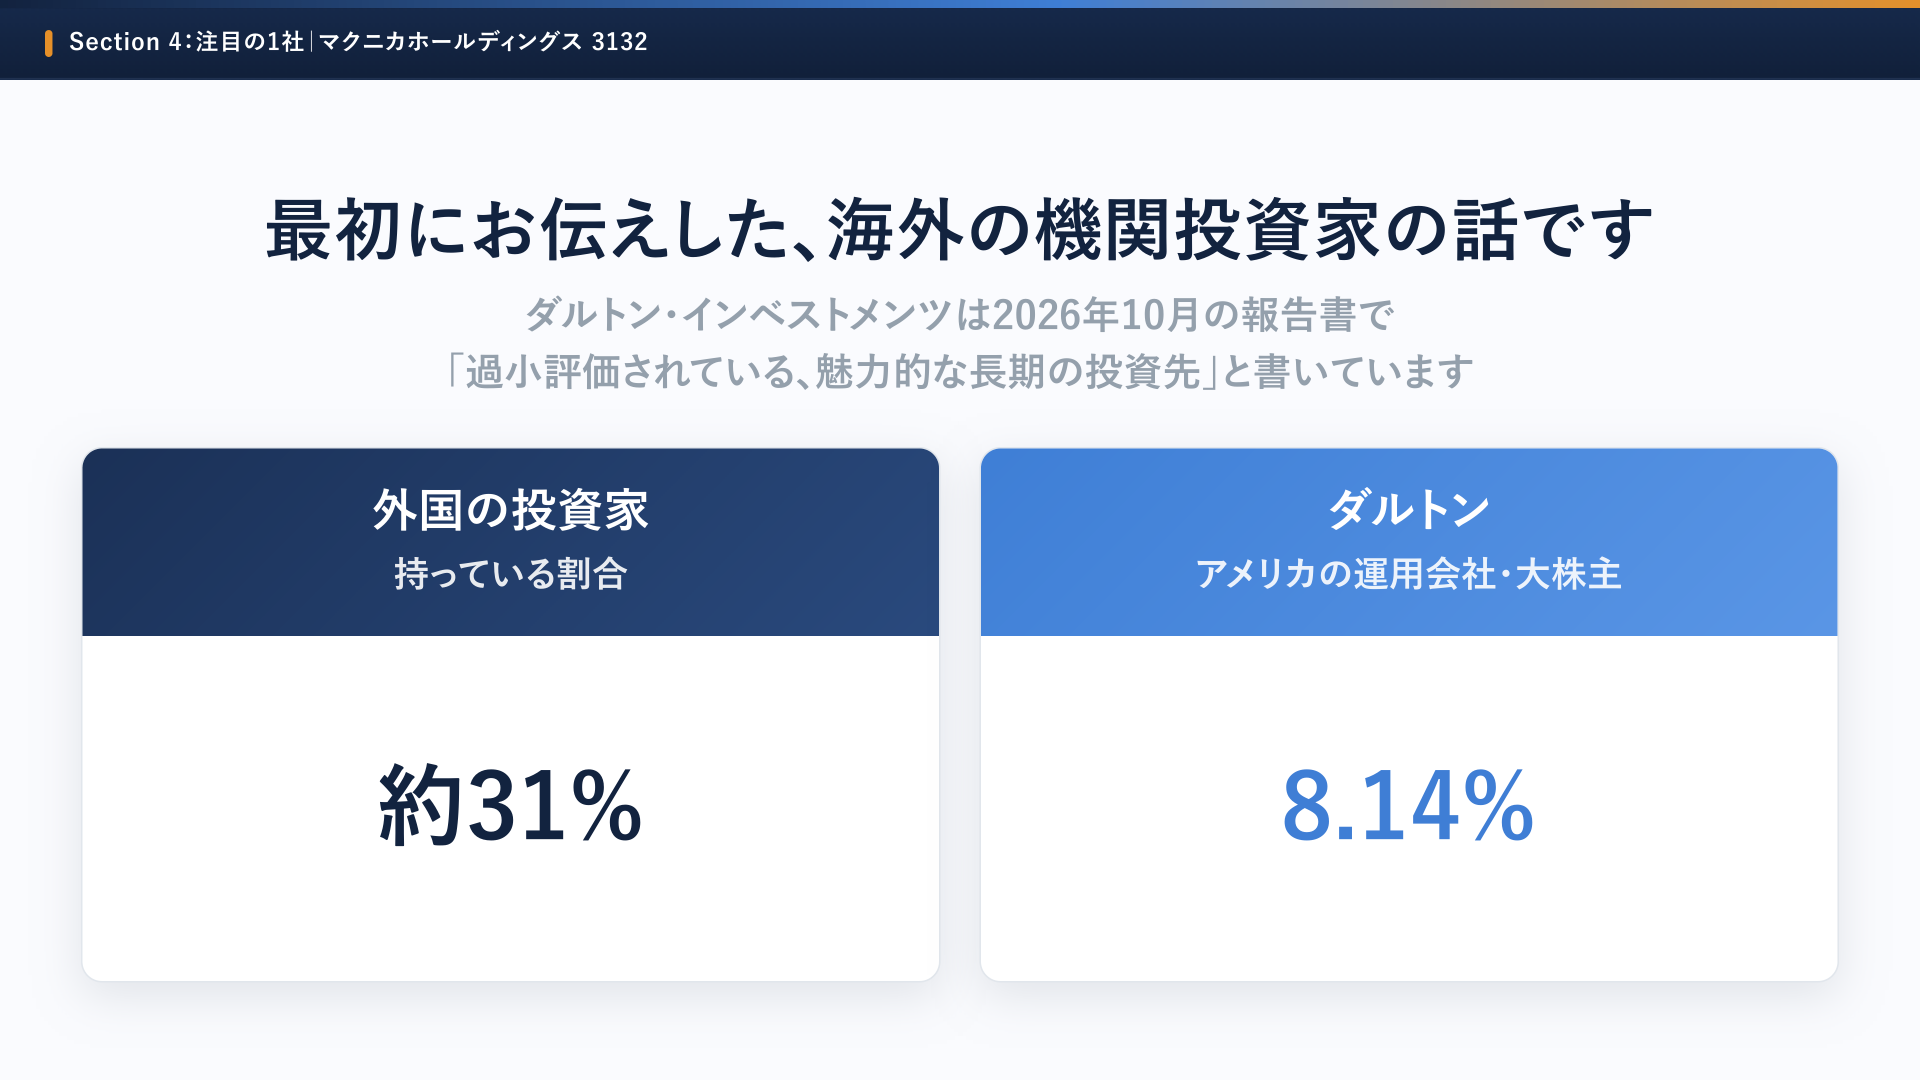 Section 4：注目の1社｜マクニカホールディングス 3132
最初にお伝えした、海外の機関投資家の話です
ダルトン・インベストメンツは2026年10月の報告書で
「過小評価されている、魅力的な長期の投資先」と書いています
外国の投資家
持っている割合
約31%
ダルトン
アメリカの運用会社・大株主
8.14%